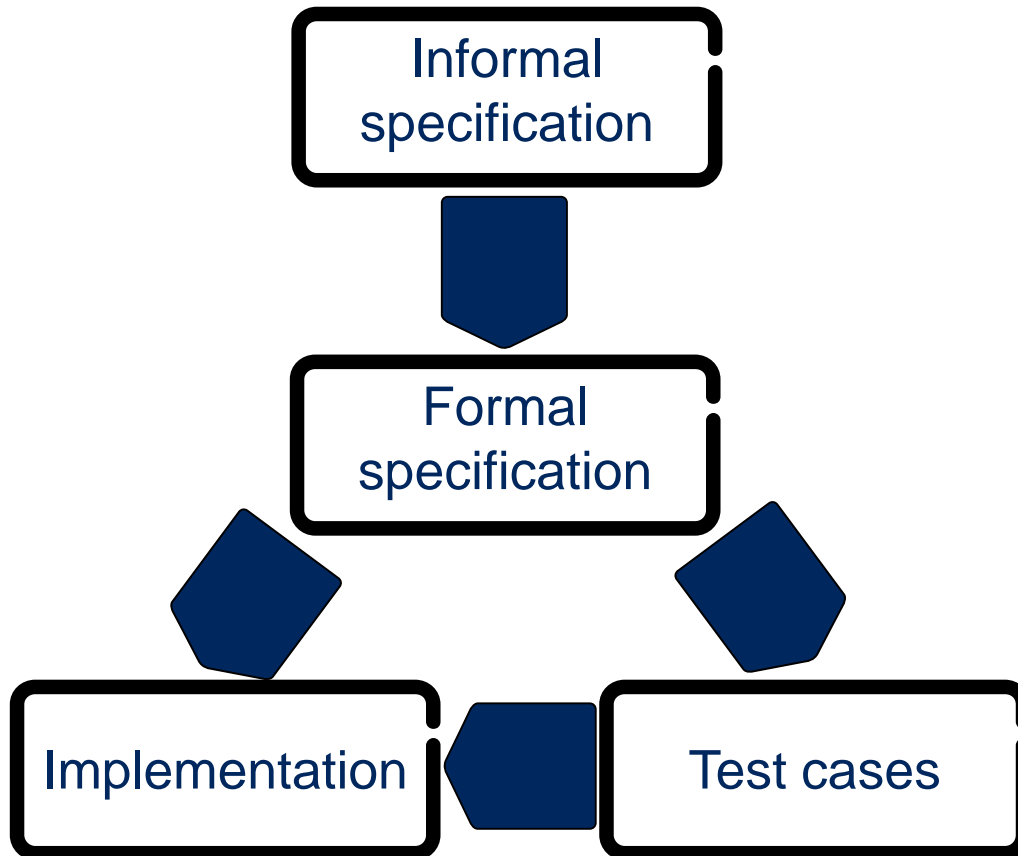 Informal
specification
Formal
specification
Implementation
Test cases